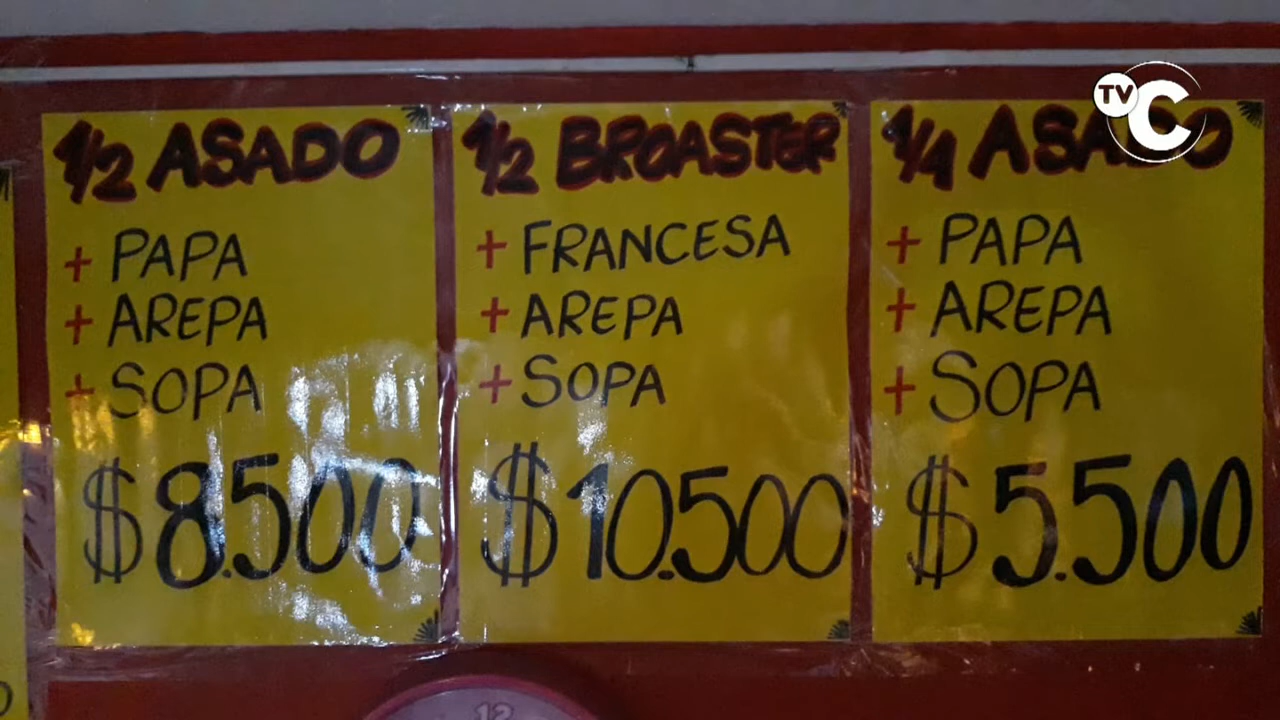 1/2 ASADO
+ PAPA
+ AREPA
+ SOPA
$8.500
1/2 BROASTER
+ FRANCESA
+ AREPA
+ SOPA
$10.500
1/4 ASADO
+ PAPA
+ AREPA
+ SOPA
$5.500
TV C
12